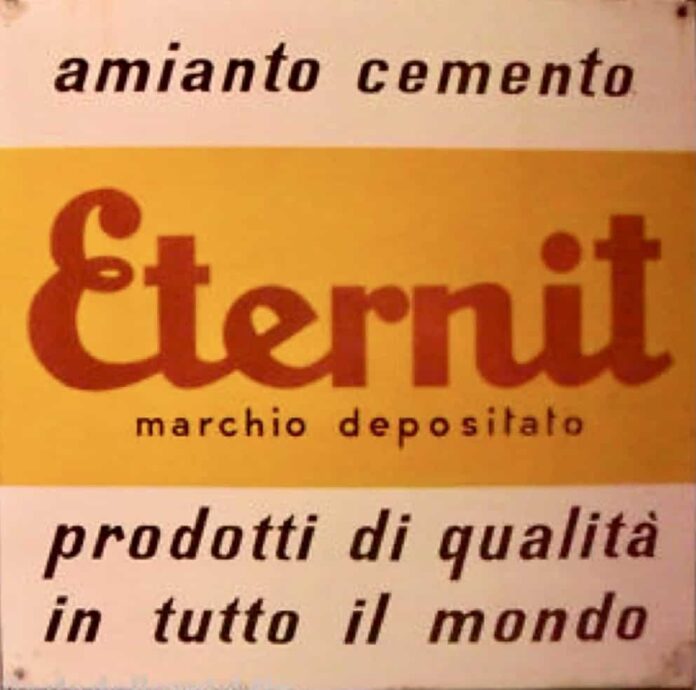 amianto cemento
Eternit
marchio depositato
prodotti di qualità
in tutto il mondo